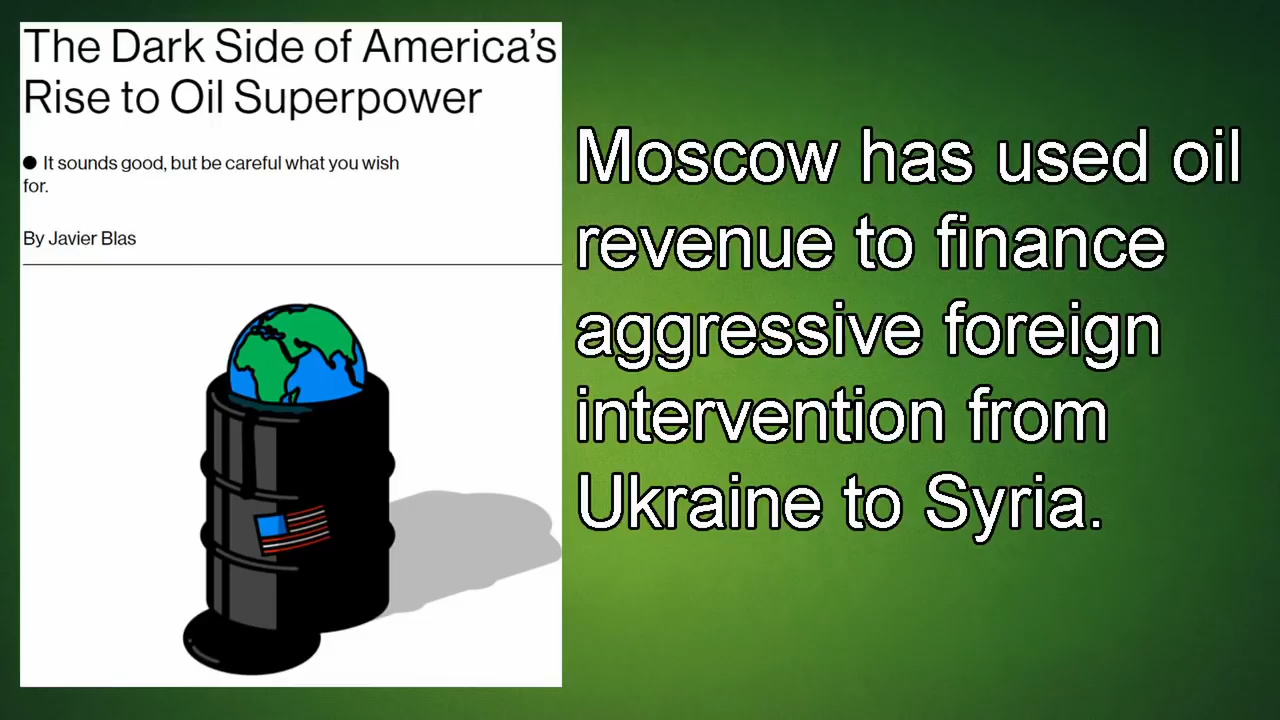 The Dark Side of America's
Rise to Oil Superpower
● It sounds good, but be careful what you wish
for.
By Javier Blas
Moscow has used oil
revenue to finance
aggressive foreign
intervention from
Ukraine to Syria.